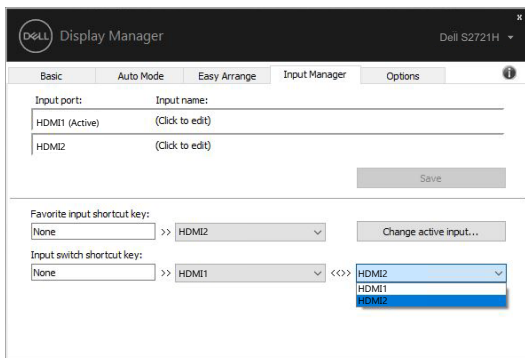 x
DELL Display Manager Dell S2721H
Basic Auto Mode Easy Arrange Input Manager Options i
Input port: Input name:
HDMI1 (Active) (Click to edit)
HDMI2 (Click to edit)
Save
Favorite input shortcut key:
None >> HDMI2 Change active input...
Input switch shortcut key:
None >> HDMI1 <<>> HDMI2
HDMI1
HDMI2